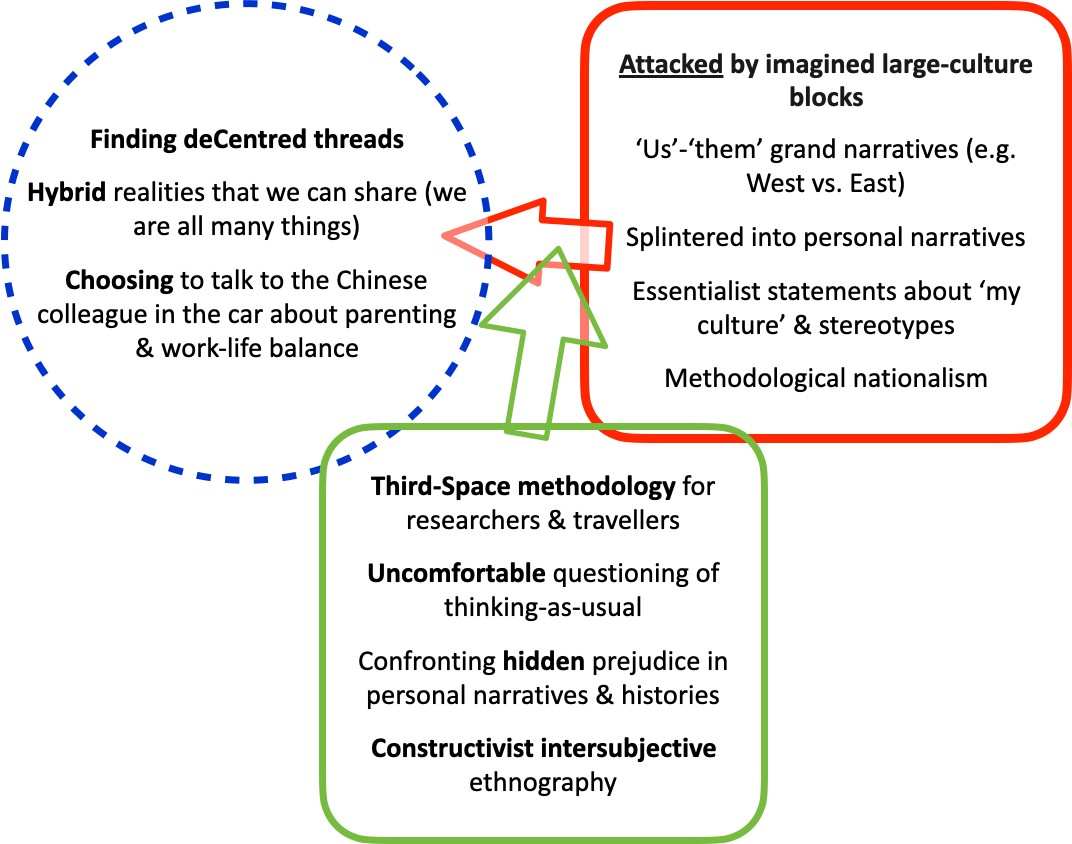 Finding deCentred threads
Hybrid realities that we can share (we
are all many things)
Choosing to talk to the Chinese
colleague in the car about parenting
& work-life balance
Attacked by imagined large-culture
blocks
‘Us’-‘them’ grand narratives (e.g.
West vs. East)
Splintered into personal narratives
Essentialist statements about ‘my
culture’ & stereotypes
Methodological nationalism
Third-Space methodology for
researchers & travellers
Uncomfortable questioning of
thinking-as-usual
Confronting hidden prejudice in
personal narratives & histories
Constructivist intersubjective
ethnography